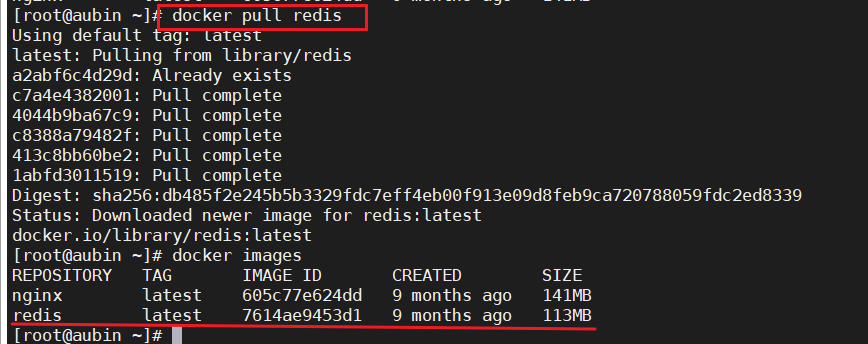 [root@aubin ~]# docker pull redis
Using default tag: latest
latest: Pulling from library/redis
a2abf6c4d29d: Already exists
c7a4e4382001: Pull complete
4044b9ba67c9: Pull complete
c8388a79482f: Pull complete
413c8bb60be2: Pull complete
1abfd3011519: Pull complete
Digest: sha256:db485f2e245b5b3329fdc7eff4eb00f913e09d8feb9ca720788059fdc2ed8339
Status: Downloaded newer image for redis:latest
docker.io/library/redis:latest
[root@aubin ~]# docker images
REPOSITORY TAG IMAGE ID CREATED SIZE
nginx latest 605c77e624dd 9 months ago 141MB
redis latest 7614ae9453d1 9 months ago 113MB
[root@aubin ~]#